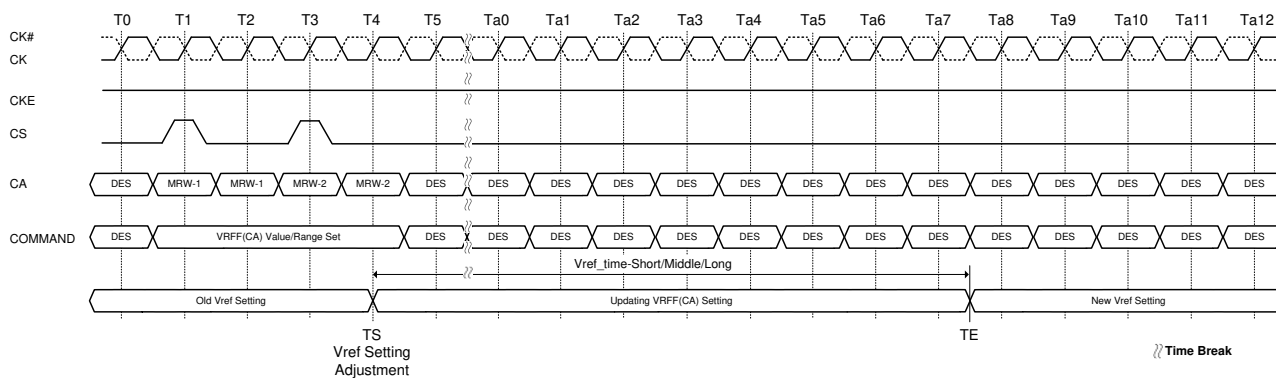 T0 T1 T2 T3 T4 T5 Ta0 Ta1 Ta2 Ta3 Ta4 Ta5 Ta6 Ta7 Ta8 Ta9 Ta10 Ta11 Ta12
CK#
CK
CKE
CS
CA DES MRW-1 MRW-1 MRW-2 MRW-2 DES DES DES DES DES DES DES DES DES DES DES DES DES DES
COMMAND DES VRFF(CA) Value/Range Set DES DES DES DES DES DES DES DES DES DES DES DES DES DES
Vref_time-Short/Middle/Long
Old Vref Setting Updating VRFF(CA) Setting New Vref Setting
TS TE
Vref Setting
Adjustment
Time Break